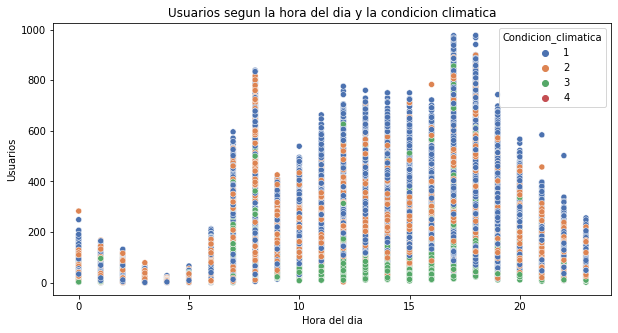 Usuarios segun la hora del dia y la condicion climatica
Condicion_climatica
1
2
3
4
1000
800
600
400
200
0
Usuarios
0 5 10 15 20
Hora del dia